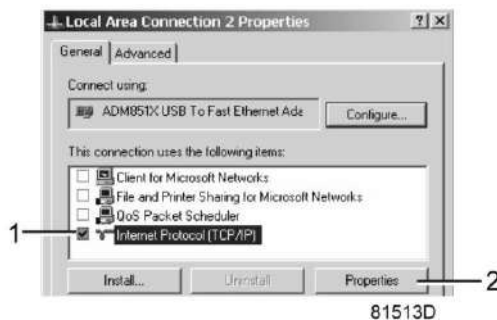 Local Area Connection 2 Properties
General Advanced
Connect using:
ADM851X USB To Fast Ethernet Ada Configure...
This connection uses the following items:
Client for Microsoft Networks
File and Printer Sharing for Microsoft Networks
QoS Packet Scheduler
1 Internet Protocol (TCP/IP)
Install... Uninstall Properties 2
81513D